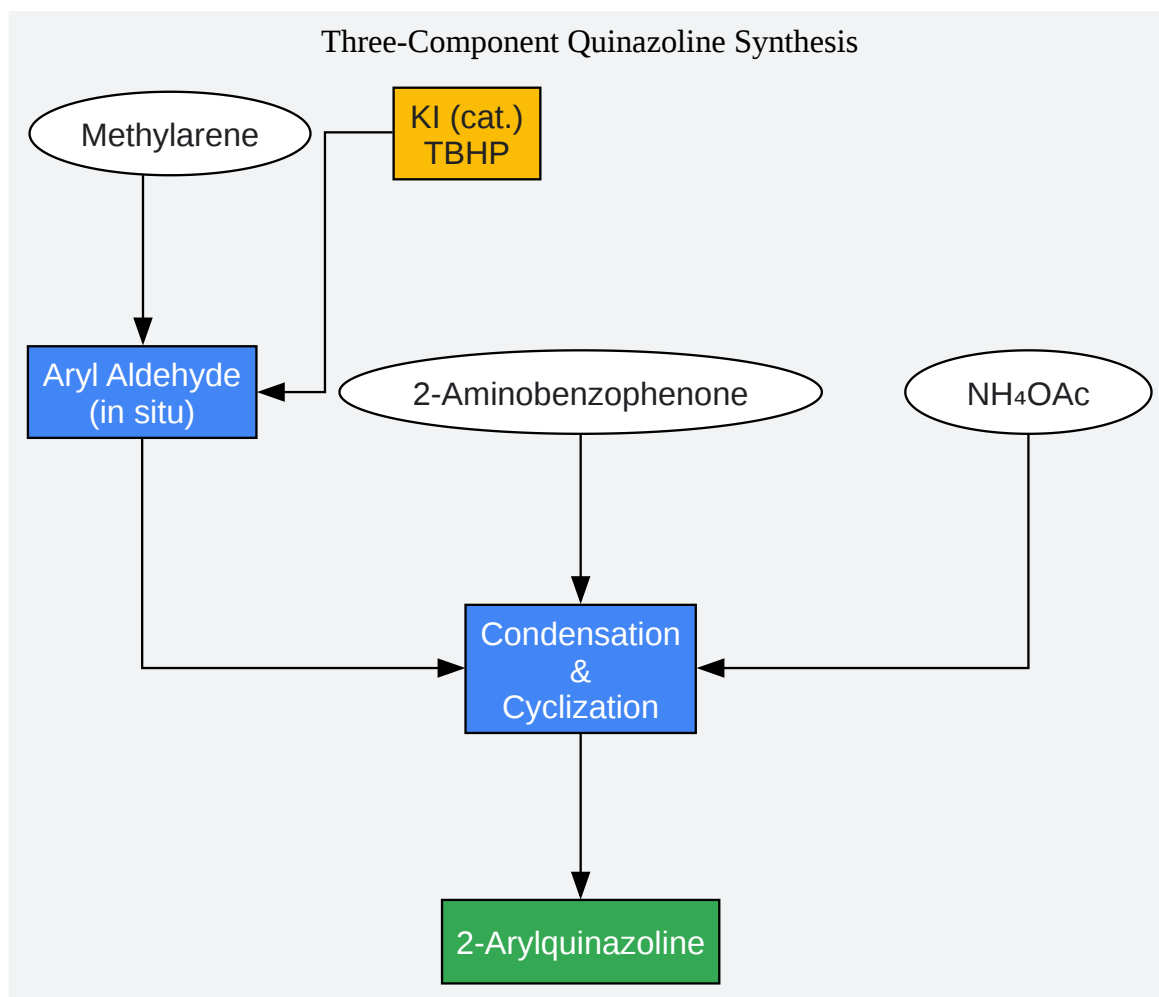 Three-Component Quinazoline Synthesis
Methylarene
KI (cat.)
TBHP
Aryl Aldehyde
(in situ)
2-Aminobenzophenone
NH₄OAc
Condensation
&
Cyclization
2-Arylquinazoline